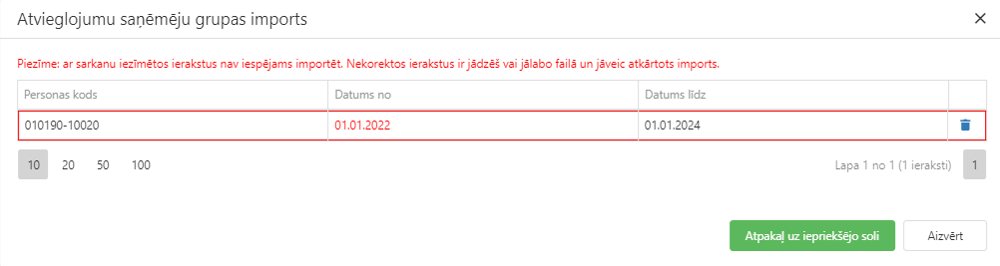 Atvieglojumu saņēmēju grupas imports
Piezīme: ar sarkanu iezīmētos ierakstus nav iespējams importēt. Nekorektos ierakstus ir jādzēš vai jālabo failā un jāveic atkārtots imports.
Personas kods Datums no Datums līdz
010190-10020 01.01.2022 01.01.2024
10 20 50 100 Lapa 1 no 1 (1 ieraksti) 1
Atpakaļ uz iepriekšējo soli Aizvērt